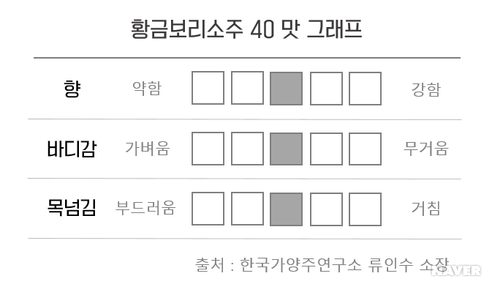 황금보리소주 40 맛 그래프
향 약함 강함
바디감 가벼움 무거움
목넘김 부드러움 거침
출처 : 한국가양주연구소 류인수 소장
NAVER